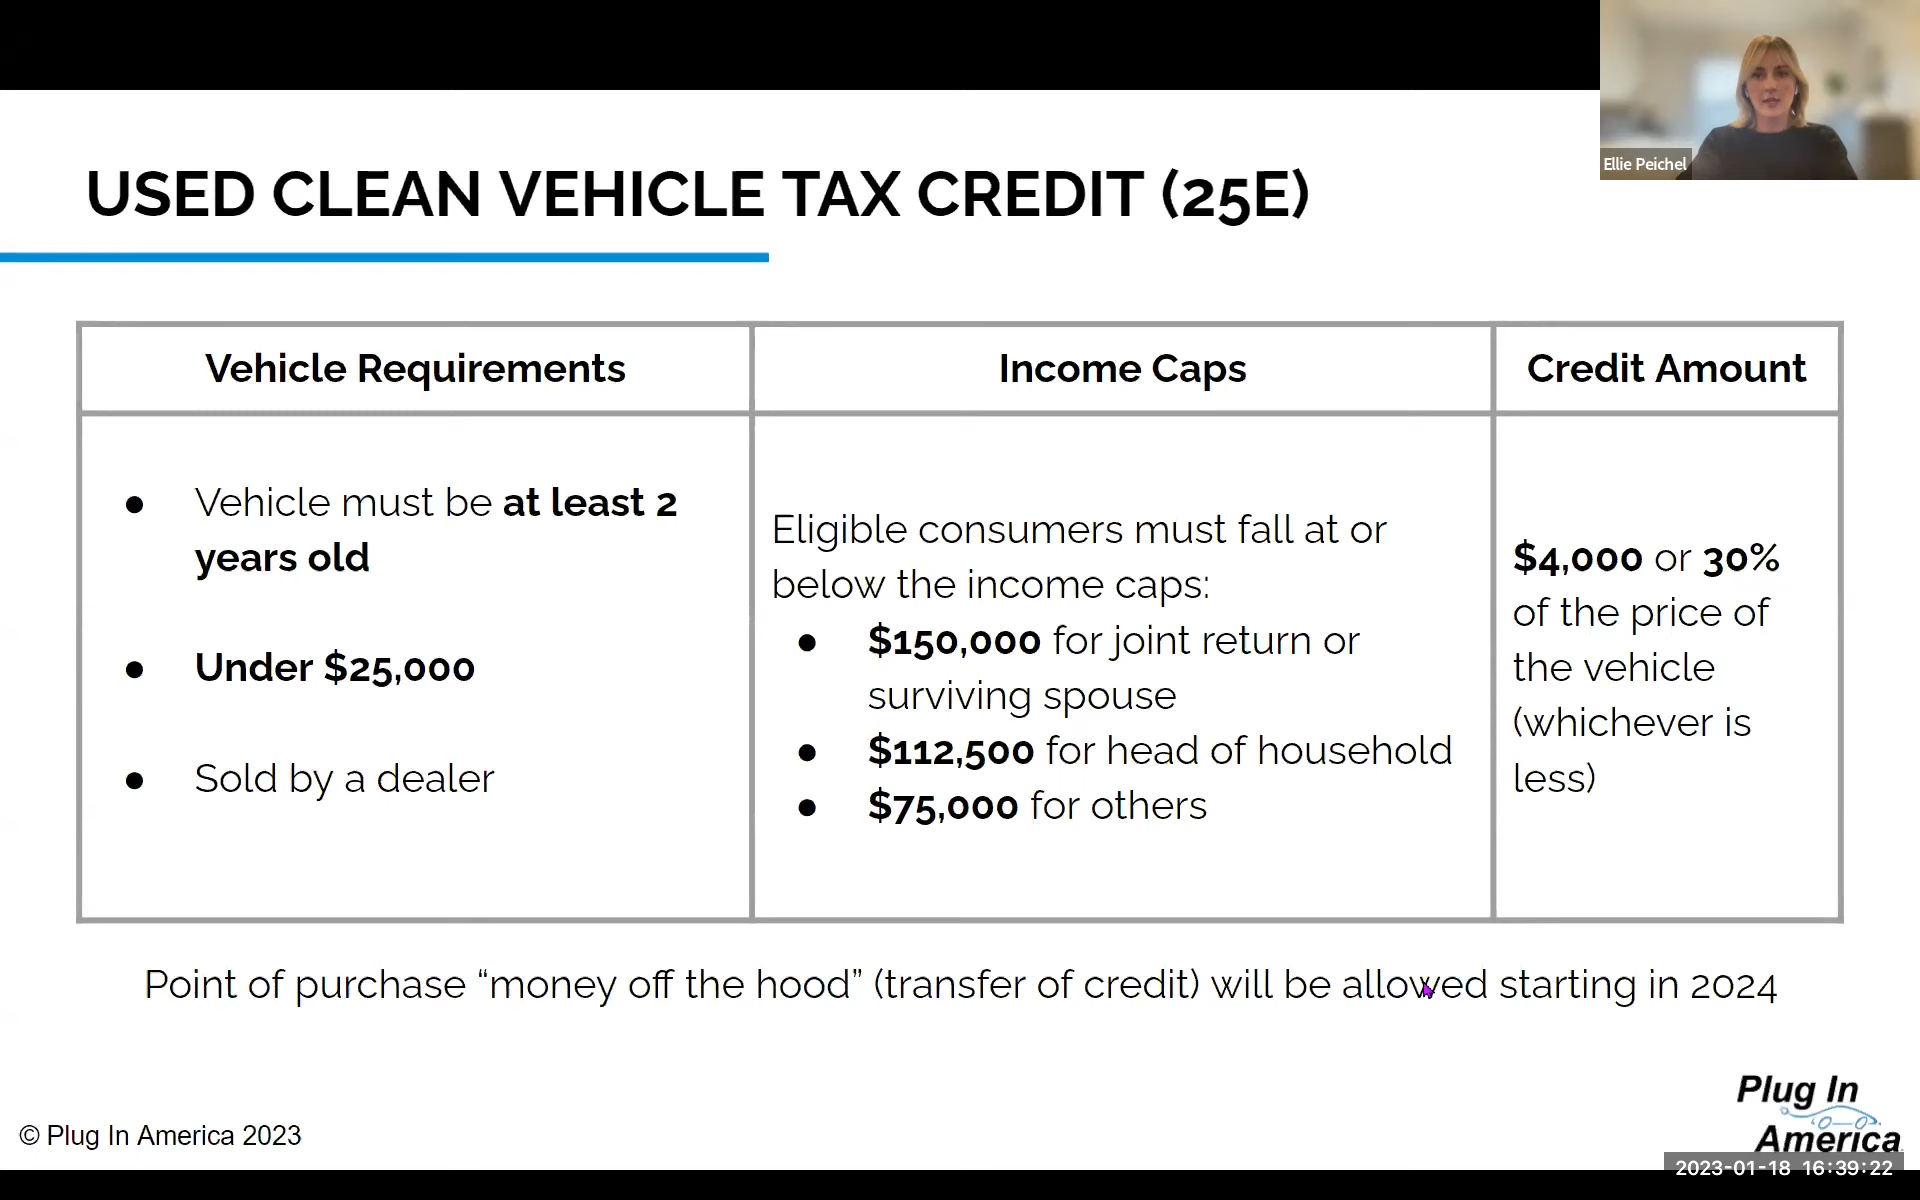 Ellie Peichel
USED CLEAN VEHICLE TAX CREDIT (25E)
Vehicle Requirements
Income Caps
Credit Amount
● Vehicle must be at least 2
years old
● Under $25,000
● Sold by a dealer
Eligible consumers must fall at or
below the income caps:
● $150,000 for joint return or
surviving spouse
● $112,500 for head of household
● $75,000 for others
$4,000 or 30%
of the price of
the vehicle
(whichever is
less)
Point of purchase “money off the hood” (transfer of credit) will be allowed starting in 2024
© Plug In America 2023
Plug In
America
2023-01-18 16:39:22